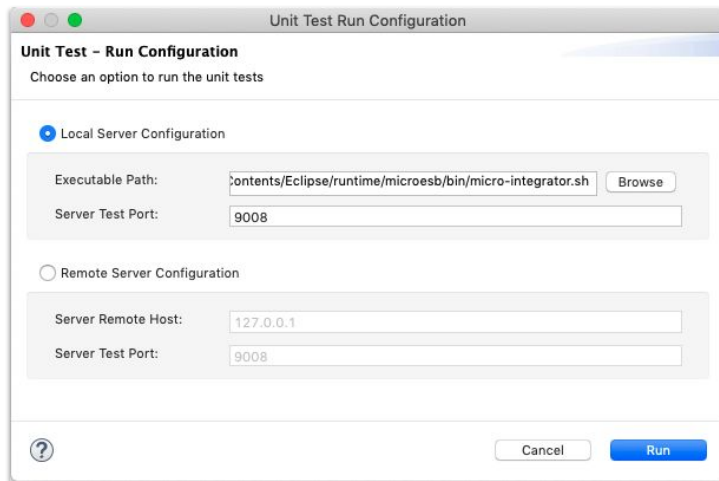 Unit Test Run Configuration
Unit Test – Run Configuration
Choose an option to run the unit tests
Local Server Configuration
Executable Path: Contents/Eclipse/runtime/microesb/bin/micro-integrator.sh Browse
Server Test Port: 9008
Remote Server Configuration
Server Remote Host: 127.0.0.1
Server Test Port: 9008
? Cancel Run